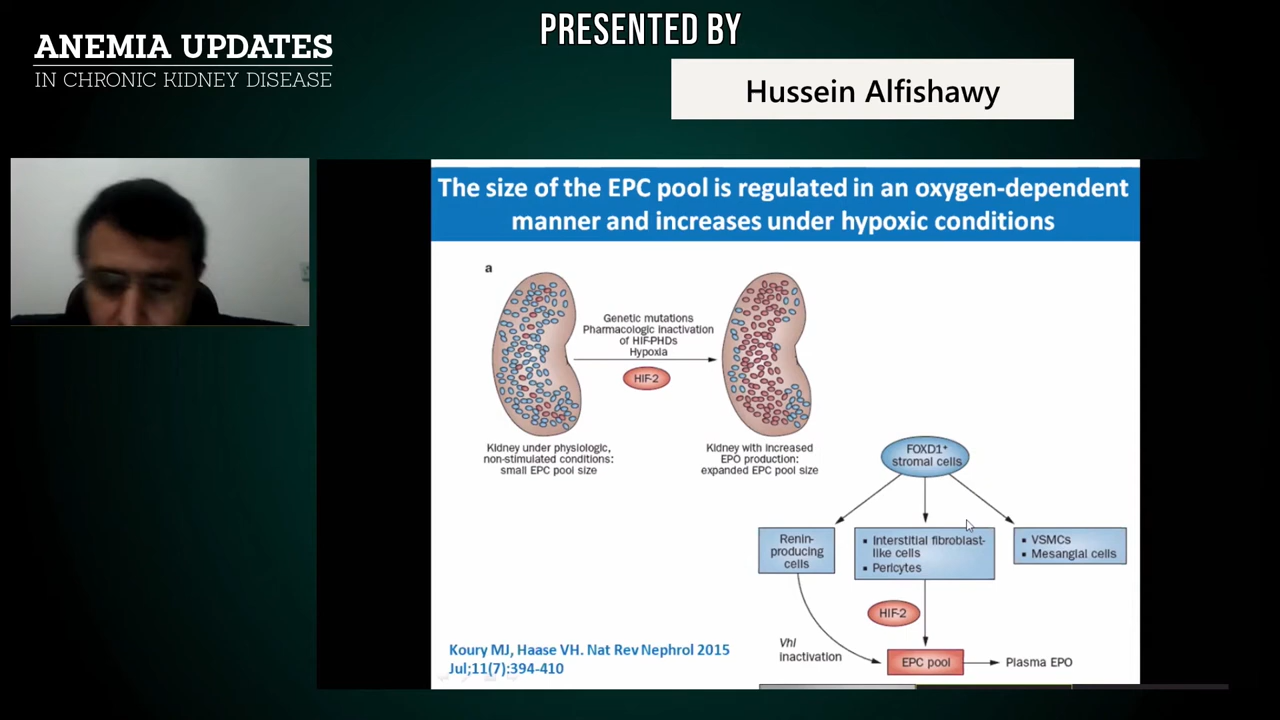 PRESENTED BY
ANEMIA UPDATES
IN CHRONIC KIDNEY DISEASE
Hussein Alfishawy
The size of the EPC pool is regulated in an oxygen-dependent
manner and increases under hypoxic conditions
a
Genetic mutations
Pharmacologic inactivation
of HIF-PHDs
Hypoxia
HIF-2
Kidney under physiologic,
non-stimulated conditions:
small EPC pool size
Kidney with increased
EPO production:
expanded EPC pool size
FOXD1⁺
stromal cells
Renin-
producing
cells
▪ Interstitial fibroblast-
like cells
▪ Pericytes
▪ VSMCs
▪ Mesangial cells
HIF-2
Vhl
inactivation
EPC pool
Plasma EPO
Koury MJ, Haase VH. Nat Rev Nephrol 2015
Jul;11(7):394-410